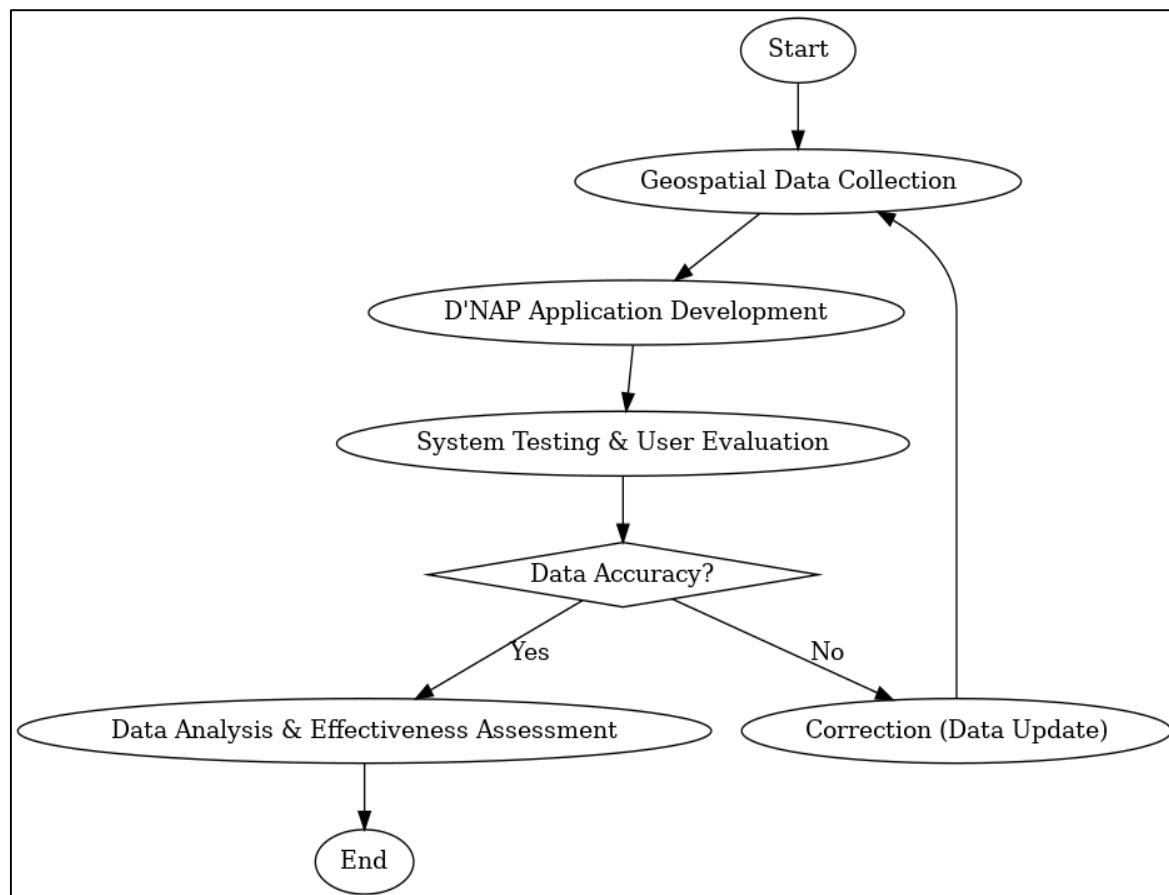 Start
Geospatial Data Collection
D'NAP Application Development
System Testing & User Evaluation
Data Accuracy?
Yes
No
Data Analysis & Effectiveness Assessment
Correction (Data Update)
End